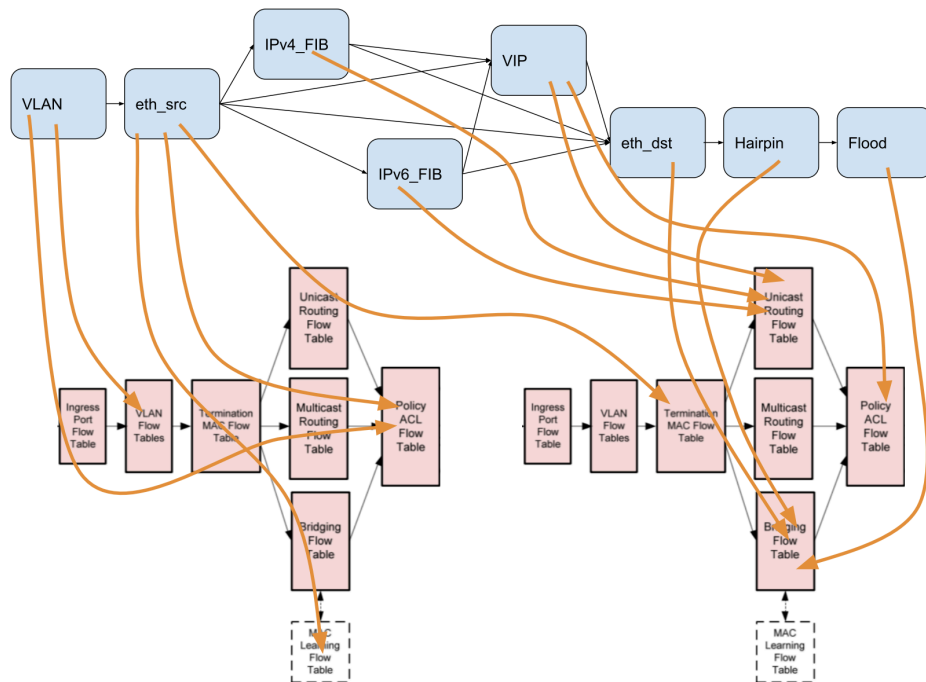 IPv4_FIB
VIP
VLAN
eth_src
eth_dst
Hairpin
Flood
IPv6_FIB
Unicast
Routing
Flow
Table
Unicast
Routing
Flow
Table
Ingress
Port
Flow
Table
VLAN
Flow
Tables
Termination
MAC Flow
Table
Multicast
Routing
Flow
Table
Policy
ACL
Flow
Table
Ingress
Port
Flow
Table
VLAN
Flow
Tables
Termination
MAC Flow
Table
Multicast
Routing
Flow
Table
Policy
ACL
Flow
Table
Bridging
Flow
Table
Bridging
Flow
Table
MAC
Learning
Flow
Table
MAC
Learning
Flow
Table